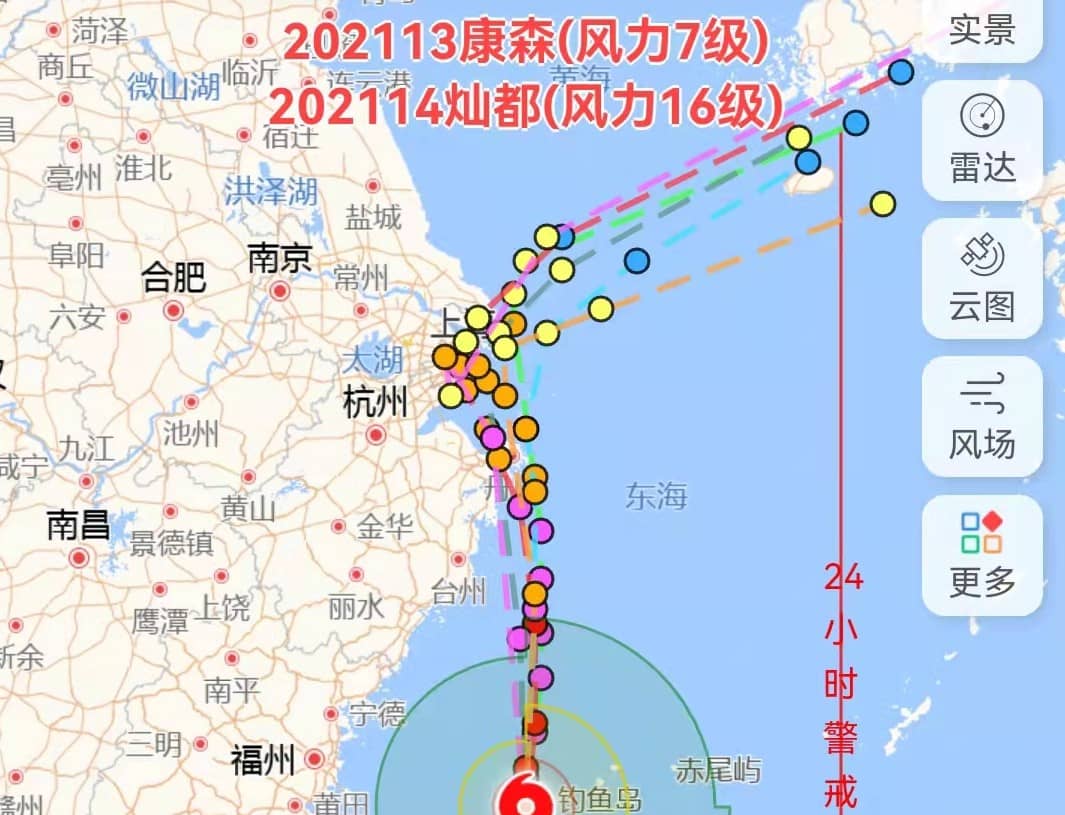 202113康森(风力7级)
202114灿都(风力16级)
菏泽
商丘
微山湖
临沂
连云港
黄海
宿迁
亳州
淮北
洪泽湖
盐城
阜阳
南京
合肥
常州
六安
上海
太湖
杭州
池州
九江
咸宁
黄山
东海
南昌
景德镇
金华
台州
丽水
鹰潭
上饶
新余
南平
宁德
三明
福州
赤尾屿
钓鱼岛
莆田
赣州
24
小
时
警
戒
实景
雷达
云图
风场
更多